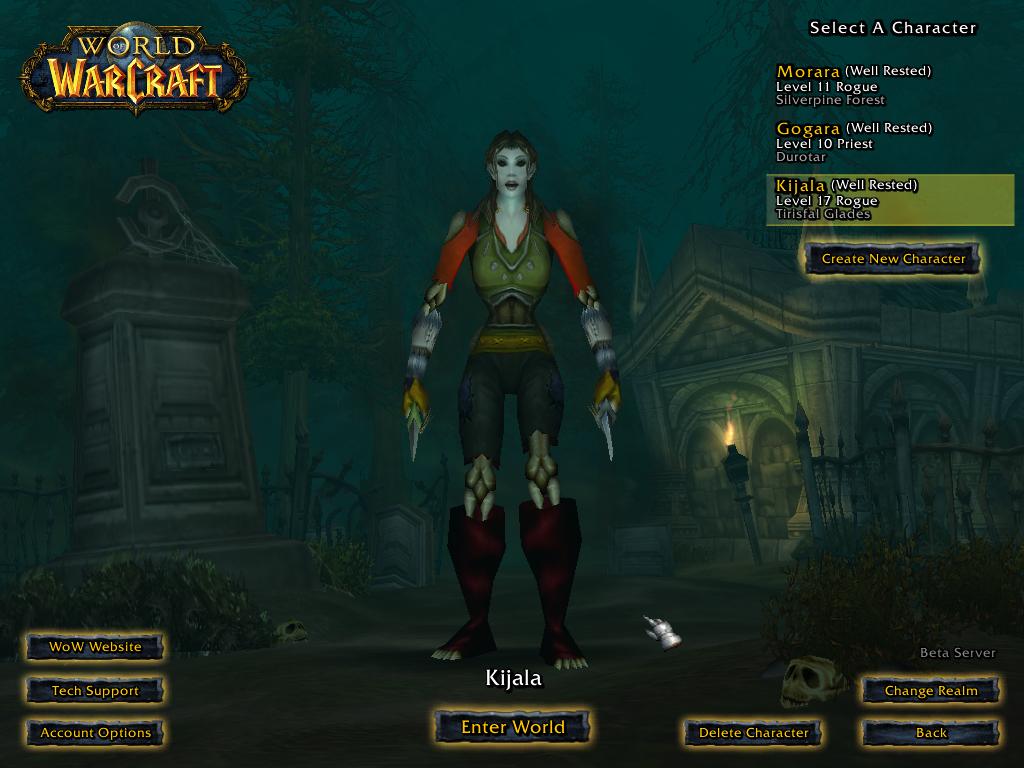 WORLD
OF
WARCRAFT
Select A Character
Morara (Well Rested)
Level 11 Rogue
Silverpine Forest
Gogara (Well Rested)
Level 10 Priest
Durotar
Kijala (Well Rested)
Level 17 Rogue
Tirisfal Glades
Create New Character
WoW Website
Tech Support
Account Options
Kijala
Enter World
Beta Server
Change Realm
Delete Character
Back